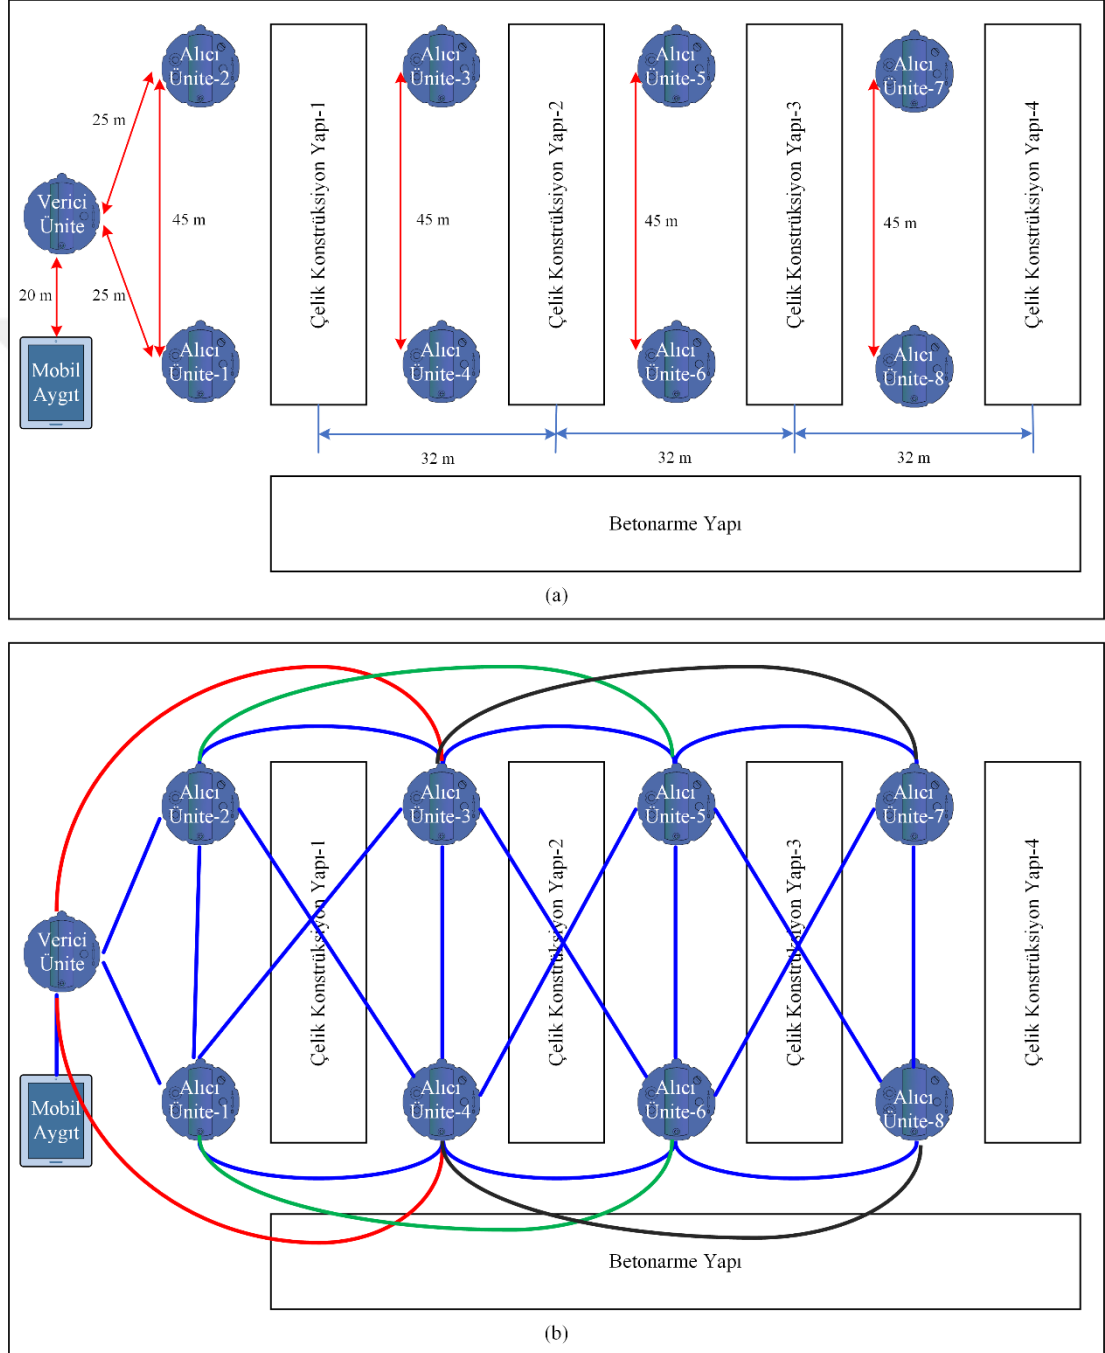 Alıcı
Ünite-2
Alıcı
Ünite-3
Alıcı
Ünite-5
Alıcı
Ünite-7
Çelik Konstrüksiyon Yapı-1
Çelik Konstrüksiyon Yapı-2
Çelik Konstrüksiyon Yapı-3
Çelik Konstrüksiyon Yapı-4
25 m
Verici
Ünite
45 m
45 m
45 m
45 m
20 m
25 m
Mobil
Aygıt
Alıcı
Ünite-1
Alıcı
Ünite-4
Alıcı
Ünite-6
Alıcı
Ünite-8
32 m
32 m
32 m
Betonarme Yapı
(a)
Alıcı
Ünite-2
Alıcı
Ünite-3
Alıcı
Ünite-5
Alıcı
Ünite-7
Çelik Konstrüksiyon Yapı-1
Çelik Konstrüksiyon Yapı-2
Çelik Konstrüksiyon Yapı-3
Çelik Konstrüksiyon Yapı-4
Verici
Ünite
Mobil
Aygıt
Alıcı
Ünite-1
Alıcı
Ünite-4
Alıcı
Ünite-6
Alıcı
Ünite-8
Betonarme Yapı
(b)